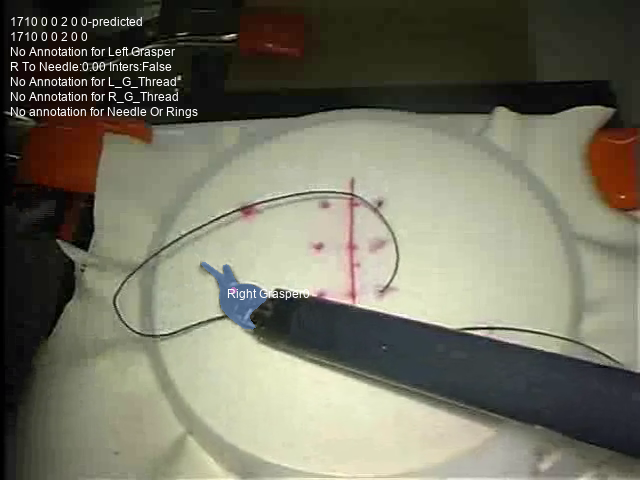 1710 0 0 2 0 0-predicted
1710 0 0 2 0 0
No Annotation for Left Grasper
R To Needle:0.00 Inters:False
No Annotation for L_G_Thread
No Annotation for R_G_Thread
No annotation for Needle Or Rings
Right Grasper0